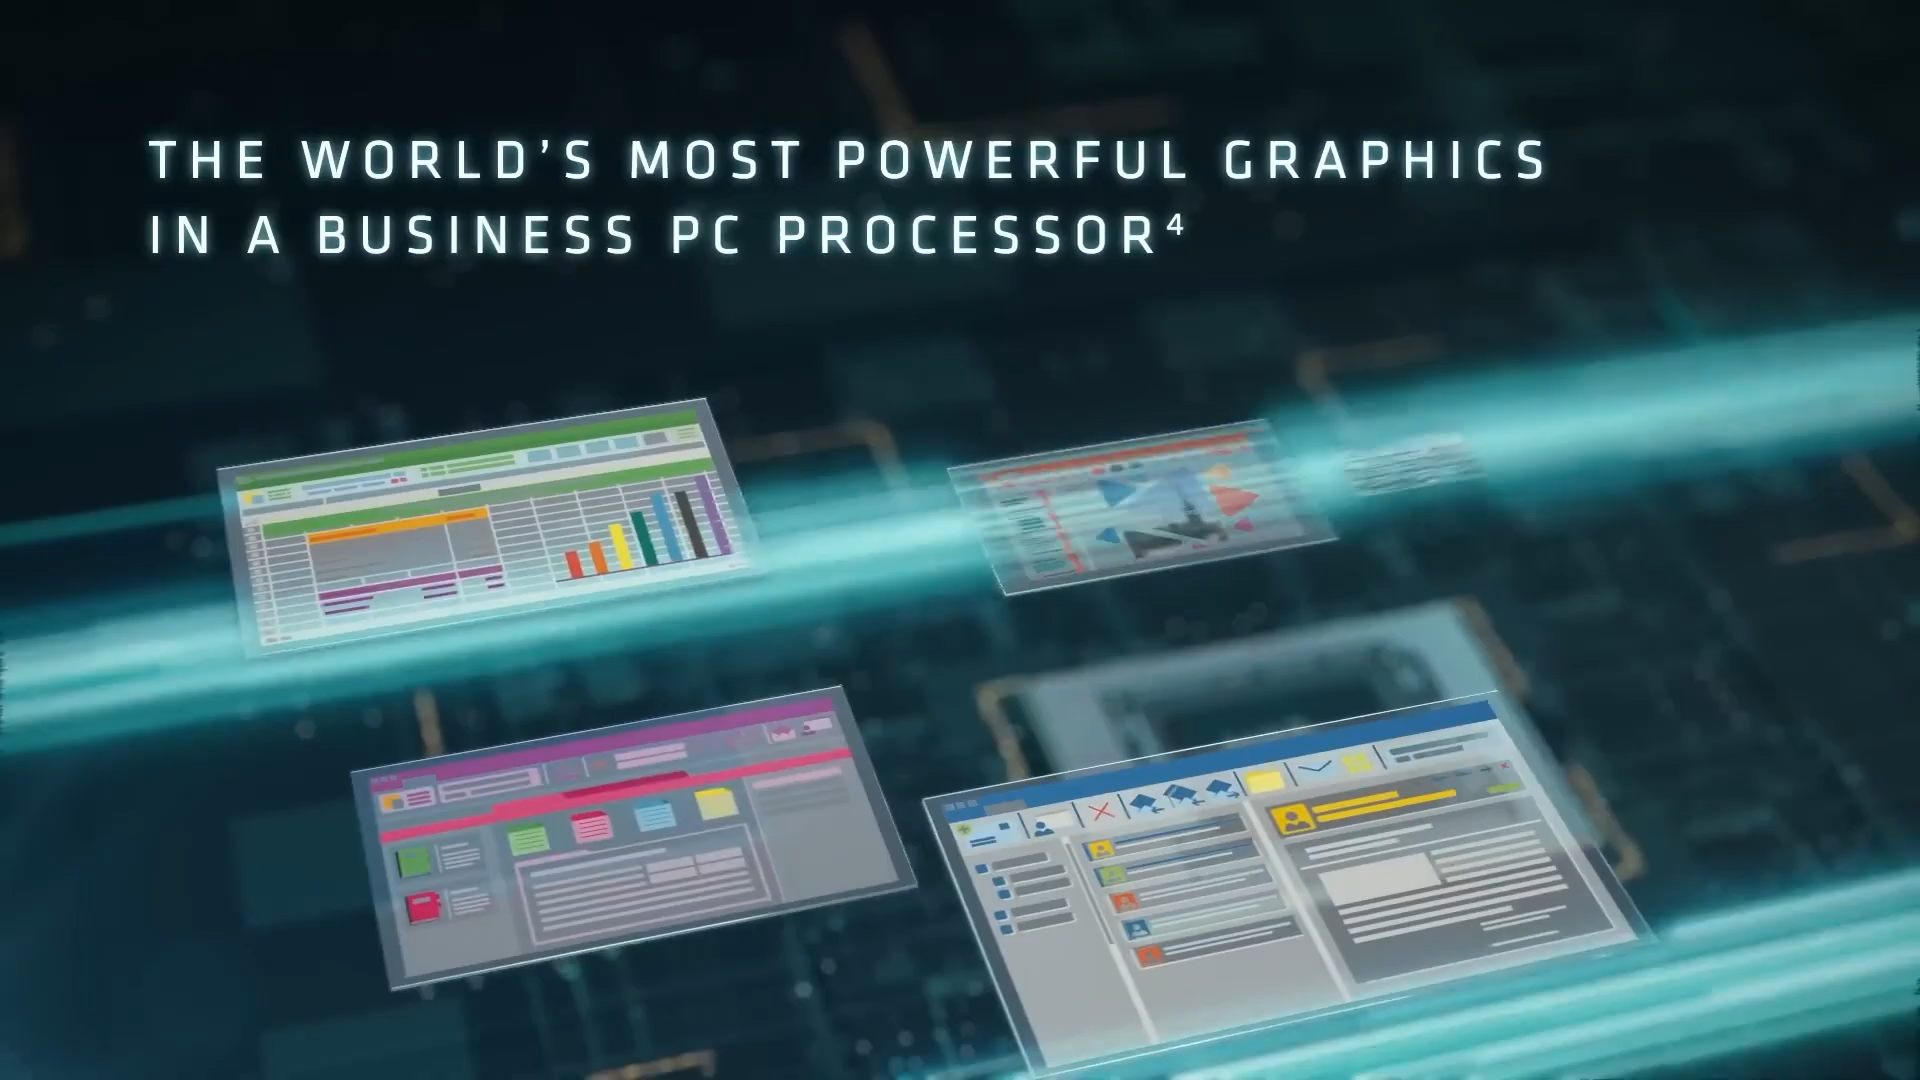 THE WORLD’S MOST POWERFUL GRAPHICS
IN A BUSINESS PC PROCESSOR⁴